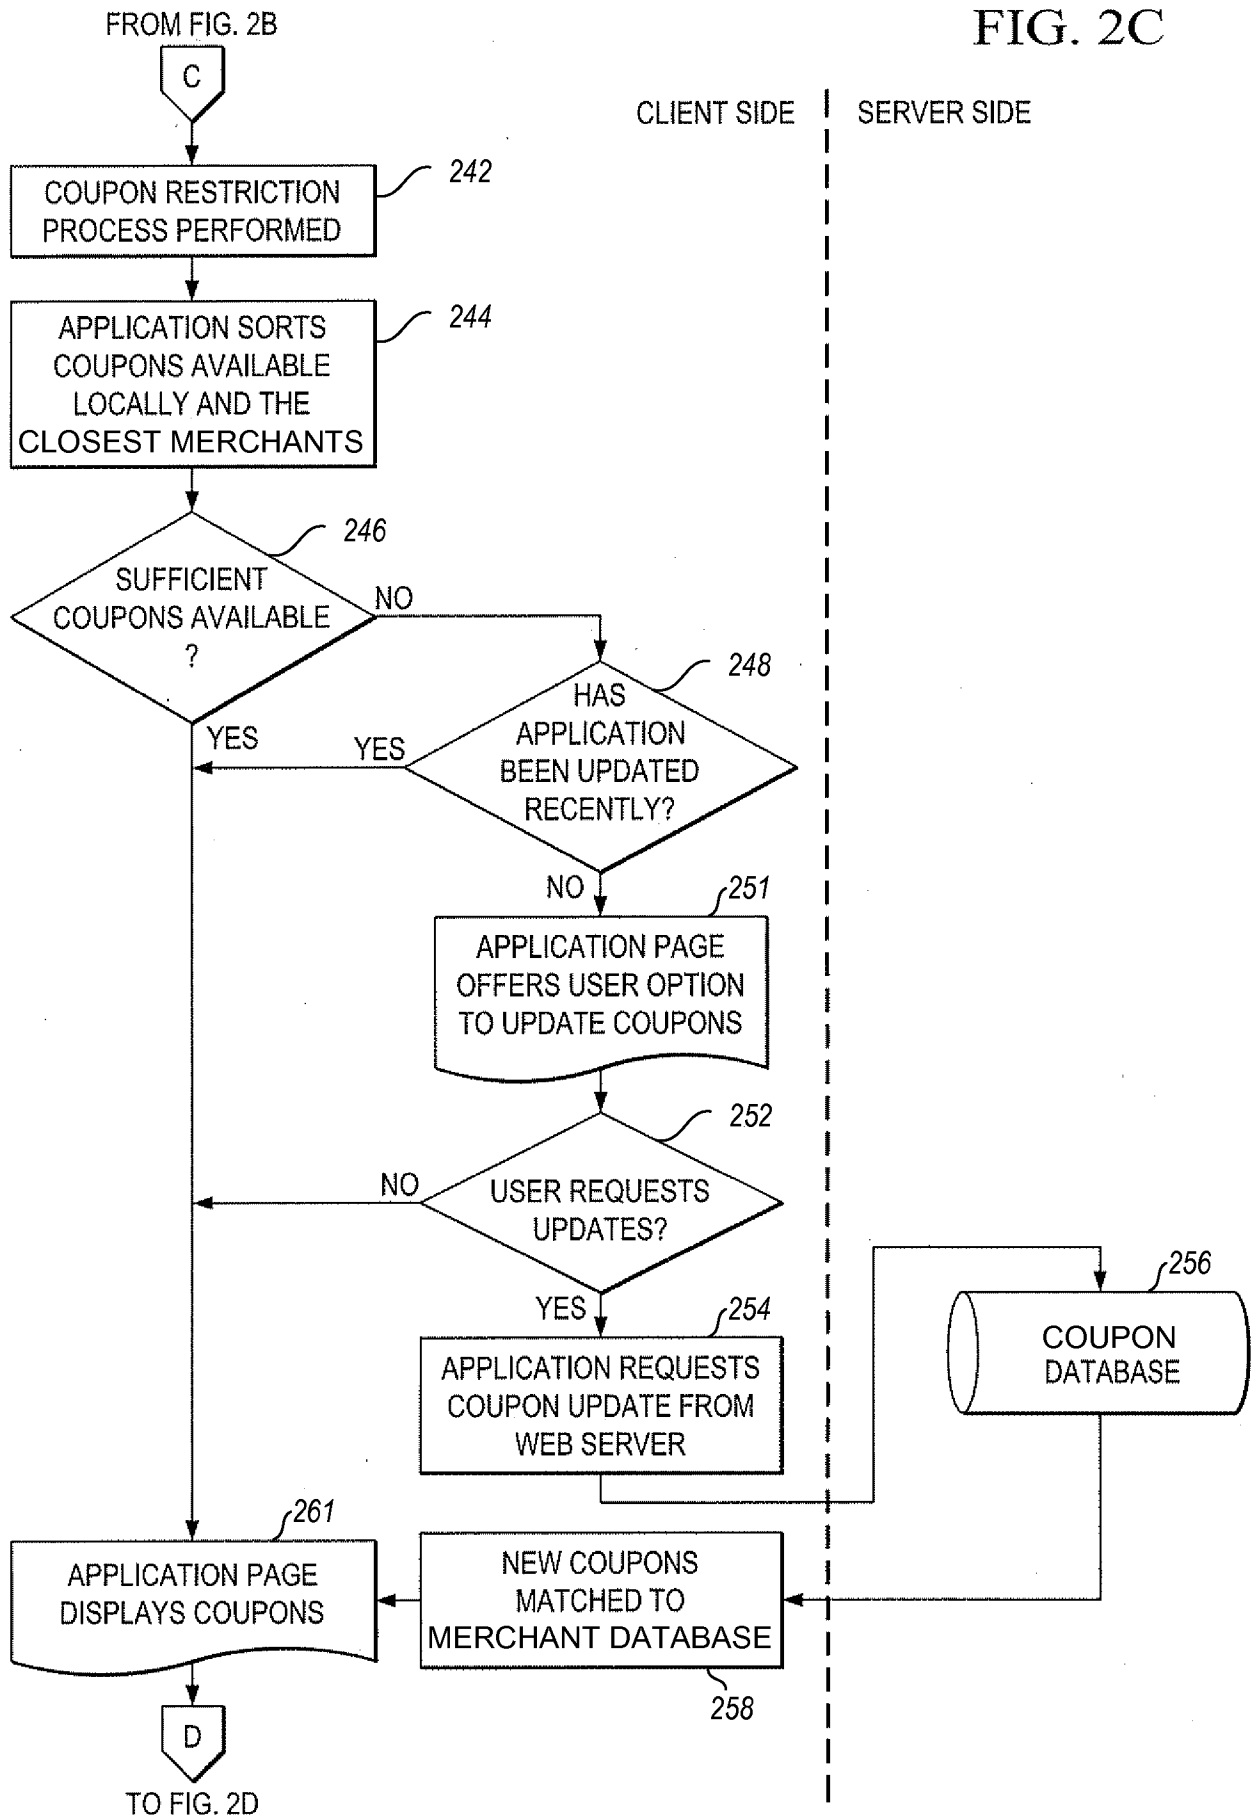 FROM FIG. 2B
FIG. 2C
C
CLIENT SIDE
SERVER SIDE
242
COUPON RESTRICTION
PROCESS PERFORMED
244
APPLICATION SORTS
COUPONS AVAILABLE
LOCALLY AND THE
CLOSEST MERCHANTS
246
SUFFICIENT
COUPONS AVAILABLE
?
NO
YES
248
HAS
APPLICATION
BEEN UPDATED
RECENTLY?
YES
NO
251
APPLICATION PAGE
OFFERS USER OPTION
TO UPDATE COUPONS
252
USER REQUESTS
UPDATES?
NO
YES
254
APPLICATION REQUESTS
COUPON UPDATE FROM
WEB SERVER
256
COUPON
DATABASE
261
APPLICATION PAGE
DISPLAYS COUPONS
NEW COUPONS
MATCHED TO
MERCHANT DATABASE
258
D
TO FIG. 2D